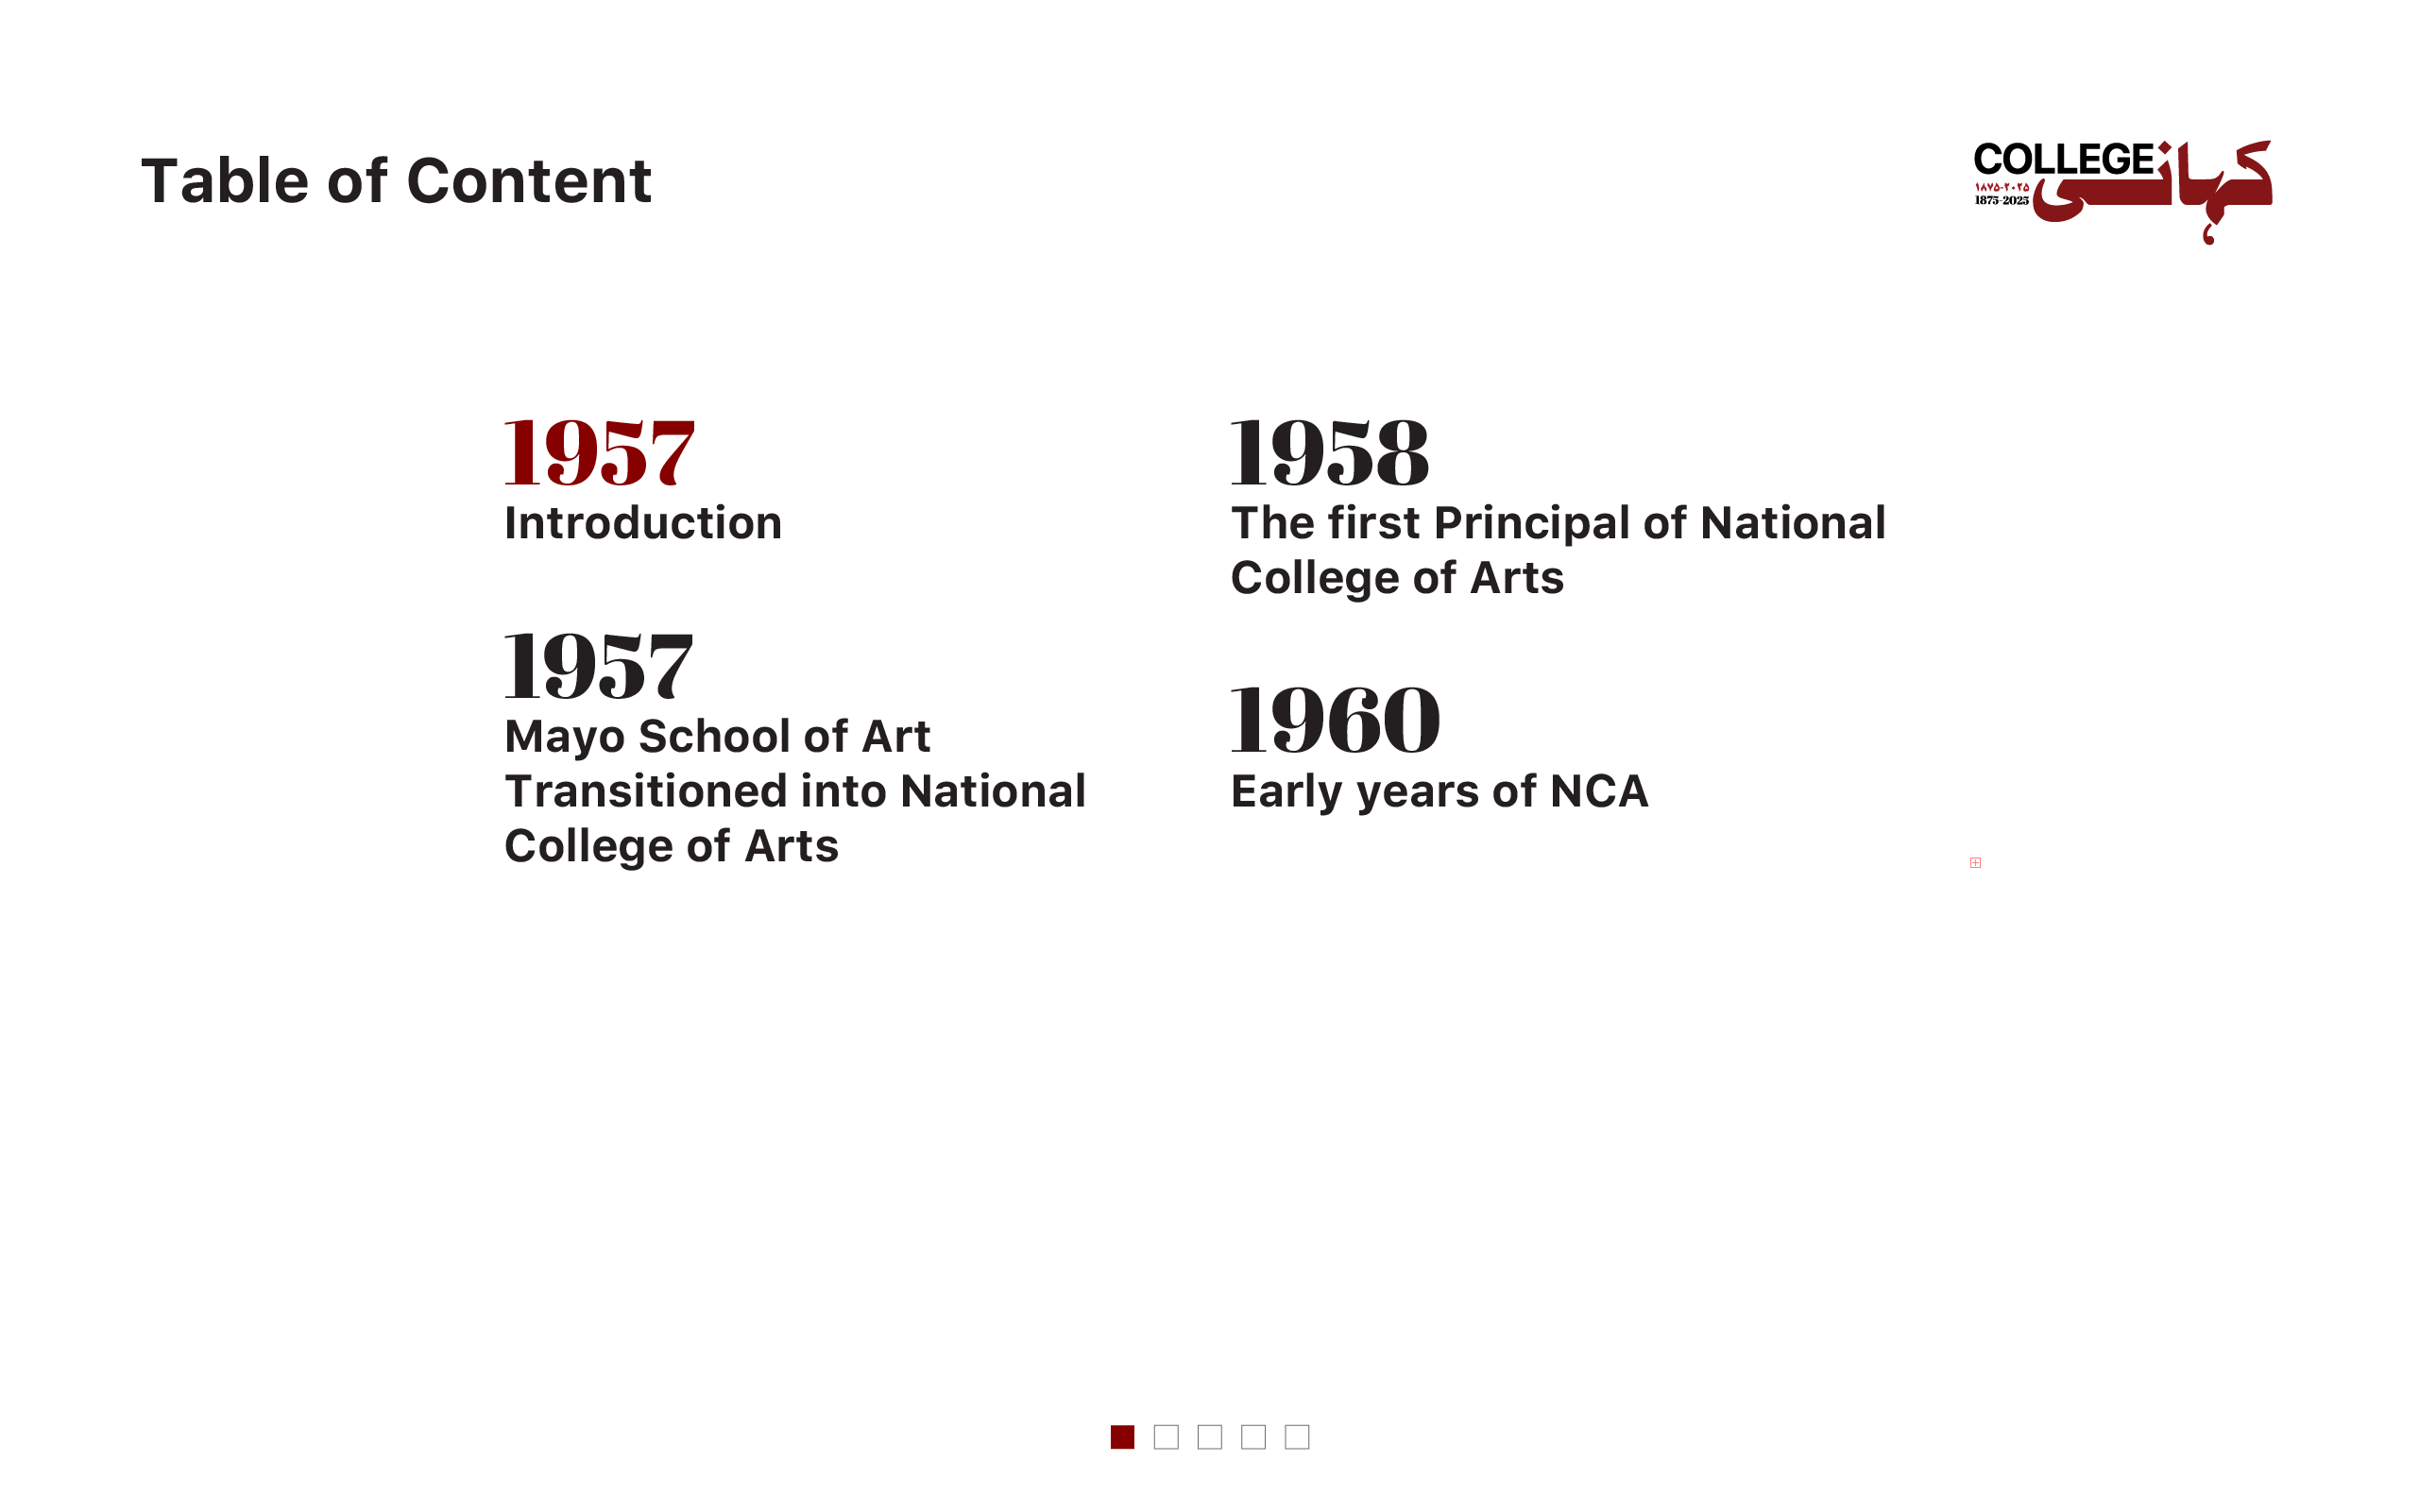 Table of Content
COLLEGE کہانی
۱۸۷۵-۲۰۲۵
1875-2025
1957
Introduction
1957
Mayo School of Art
Transitioned into National
College of Arts
1958
The first Principal of National
College of Arts
1960
Early years of NCA